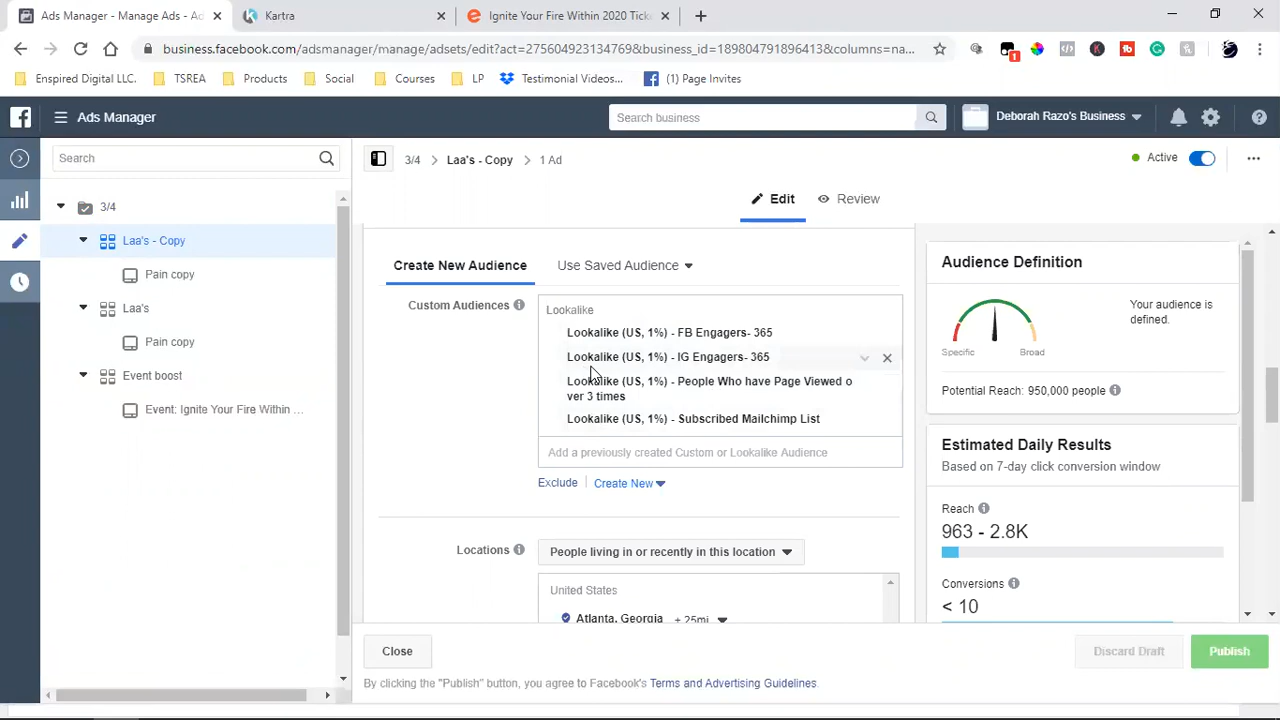 Ads Manager - Manage Ads - Ad
Kartra
Ignite Your Fire Within 2020 Ticke
business.facebook.com/adsmanager/manage/adsets/edit?act=275604923134769&business_id=189804791896413&columns=na...
Enspired Digital LLC.
TSREA
Products
Social
Courses
LP
Testimonial Videos...
(1) Page Invites
1
Ads Manager
Search business
Deborah Razo's Business
Search
3/4
Laa's - Copy
1 Ad
Active
3/4
Edit
Review
Laa's - Copy
Pain copy
Laa's
Pain copy
Event boost
Event: Ignite Your Fire Within ...
Create New Audience
Use Saved Audience
Custom Audiences
Lookalike
Lookalike (US, 1%) - FB Engagers- 365
Lookalike (US, 1%) - IG Engagers- 365
Lookalike (US, 1%) - People Who have Page Viewed o
ver 3 times
Lookalike (US, 1%) - Subscribed Mailchimp List
Add a previously created Custom or Lookalike Audience
Exclude
Create New
Locations
People living in or recently in this location
United States
Atlanta, Georgia + 25mi
Audience Definition
Your audience is
defined.
Specific
Broad
Potential Reach: 950,000 people
Estimated Daily Results
Based on 7-day click conversion window
Reach
963 - 2.8K
Conversions
< 10
Close
Discard Draft
Publish
By clicking the "Publish" button, you agree to Facebook's Terms and Advertising Guidelines.